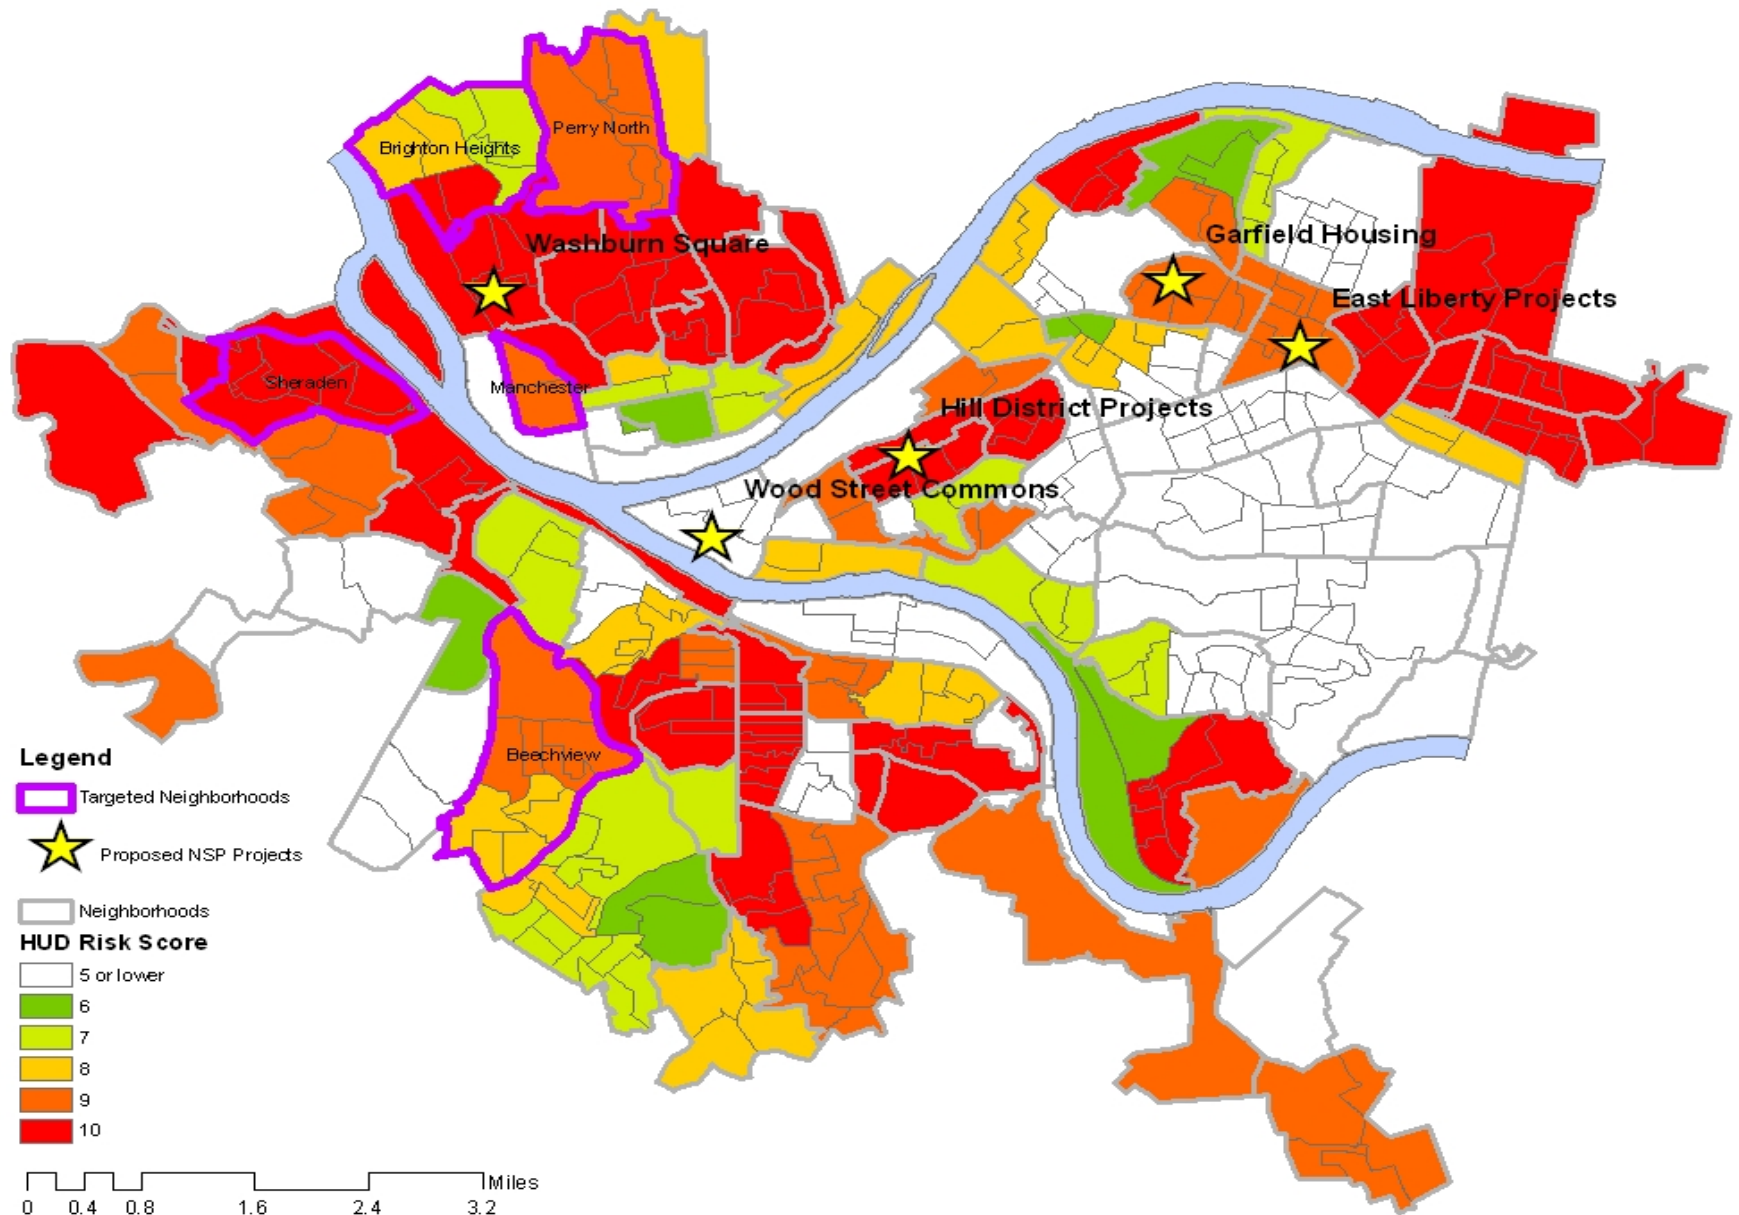 Perry North
Brighton Heights
Washburn Square
Garfield Housing
East Liberty Projects
Sheraden
Manchester
Hill District Projects
Wood Street Commons
Beechview
Legend
Targeted Neighborhoods
Proposed NSP Projects
Neighborhoods
HUD Risk Score
5 or lower
6
7
8
9
10
Miles
0 0.4 0.8 1.6 2.4 3.2